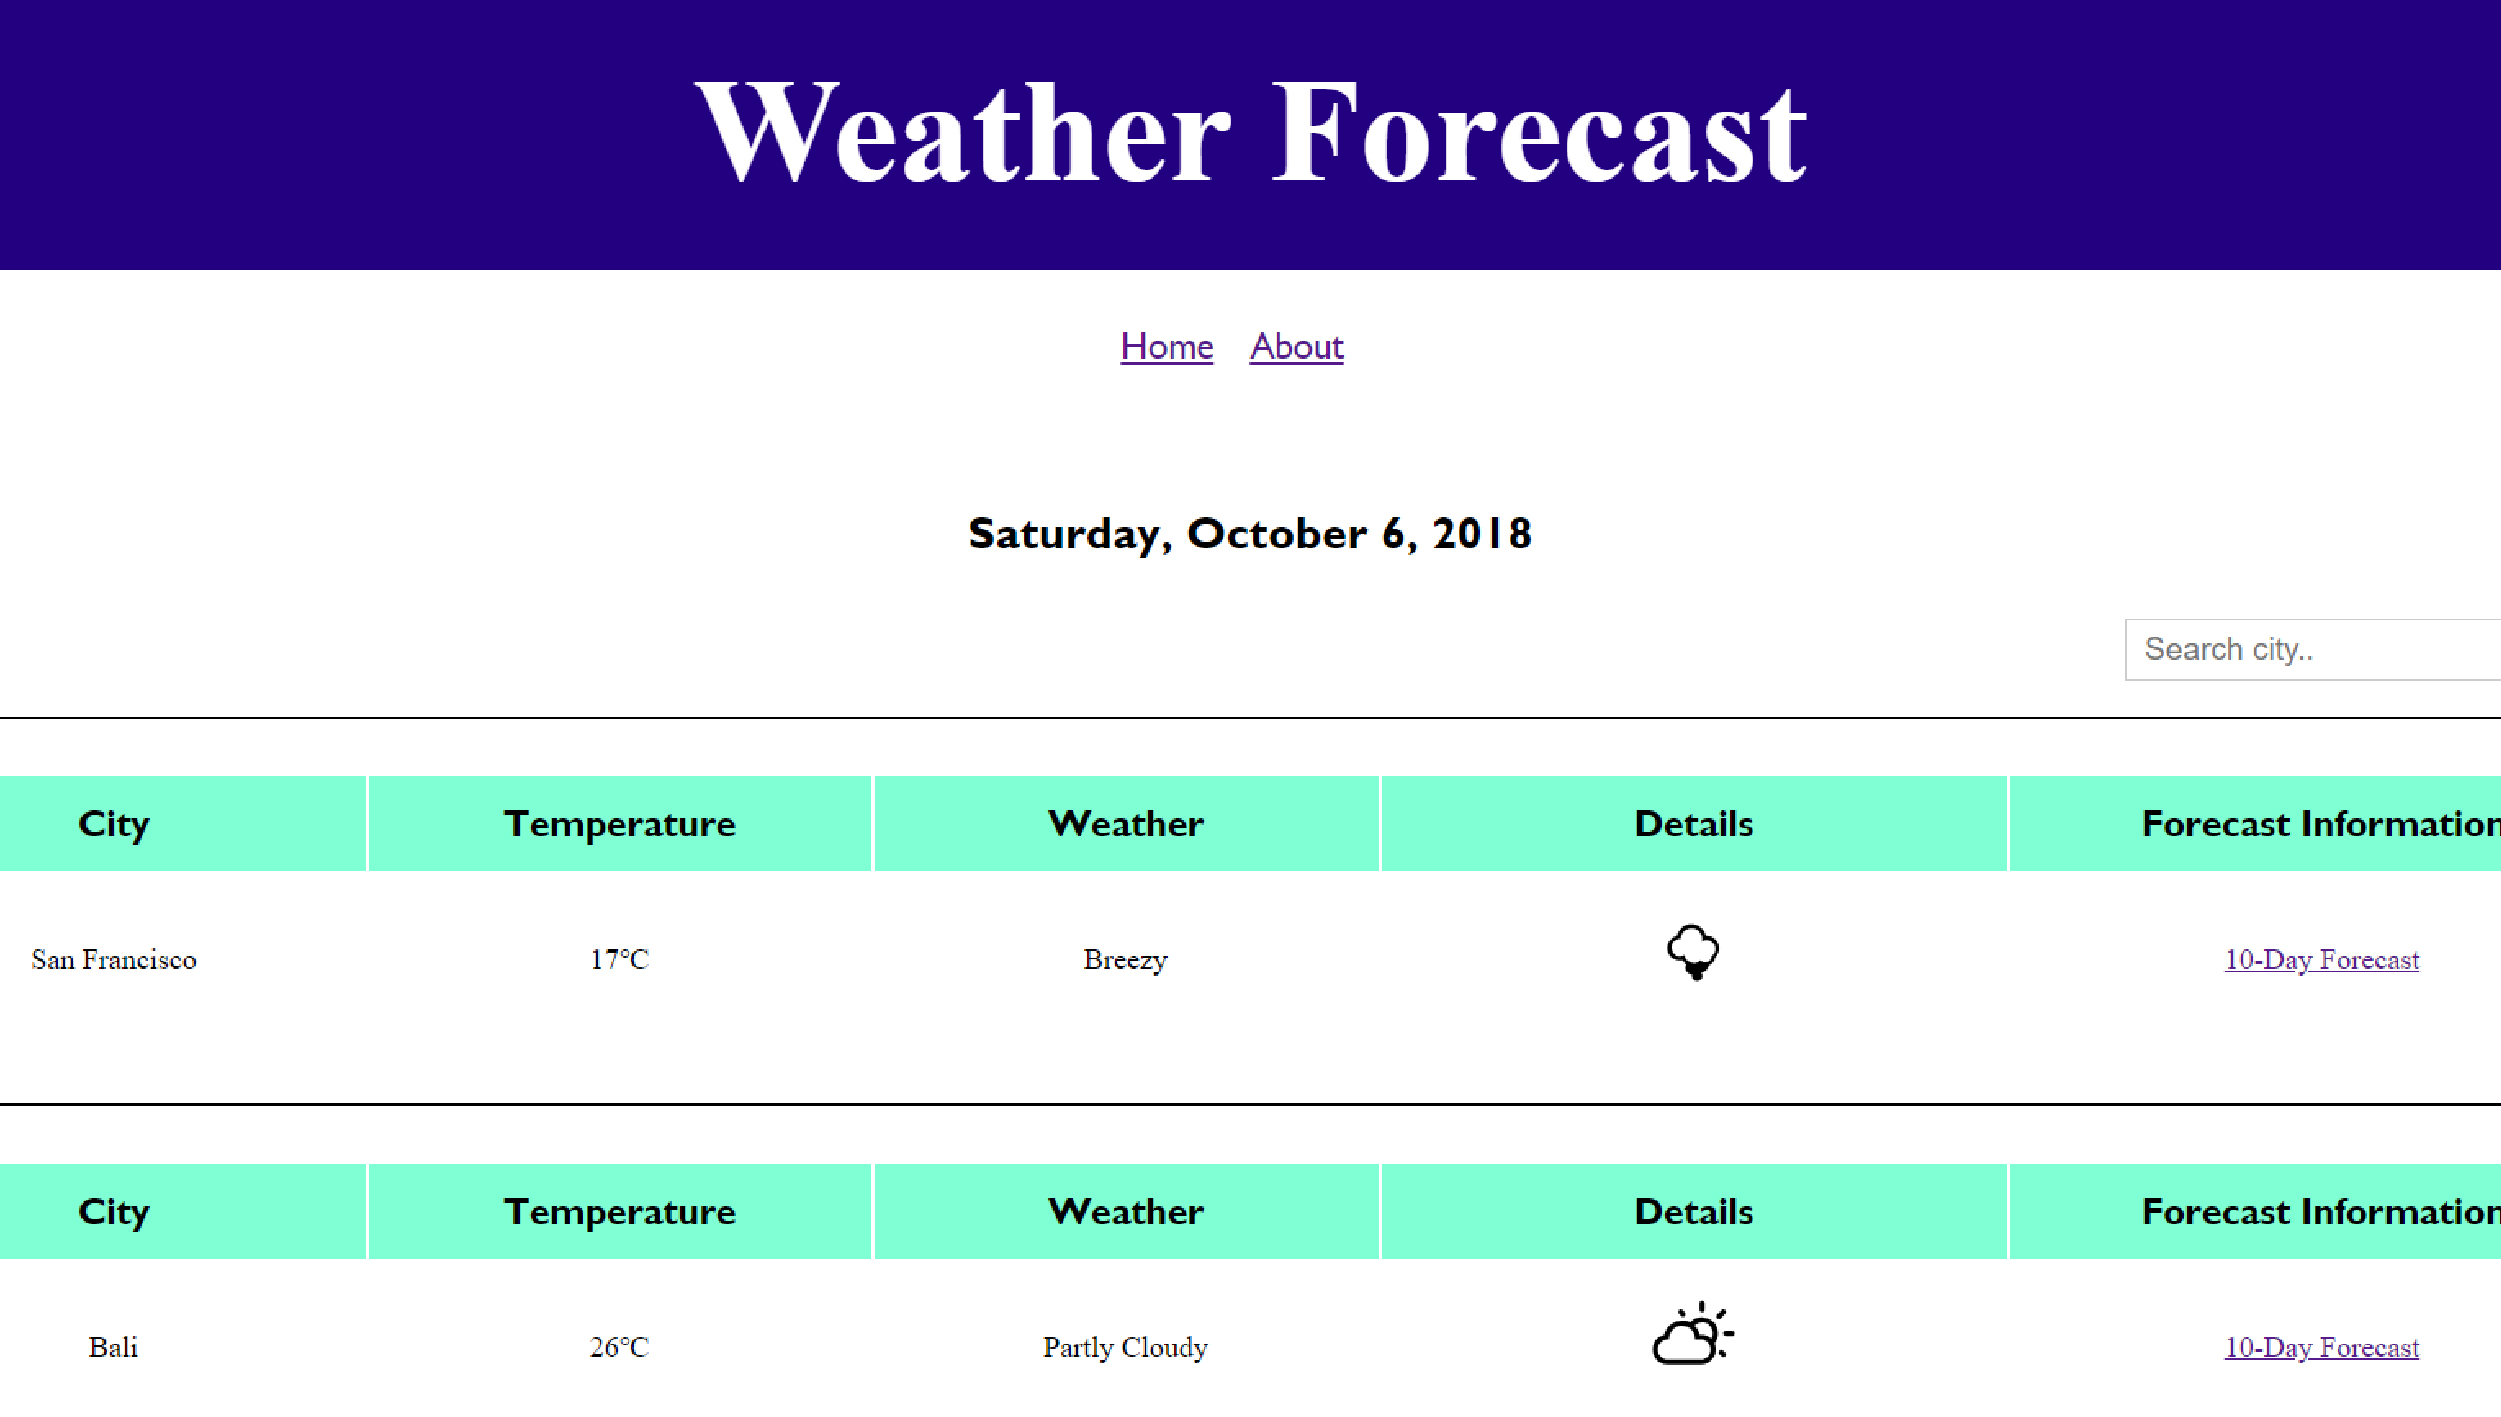 Weather Forecast
Home About
Saturday, October 6, 2018
Search city..
City Temperature Weather Details Forecast Information
San Francisco 17°C Breezy 10-Day Forecast
City Temperature Weather Details Forecast Information
Bali 26°C Partly Cloudy 10-Day Forecast